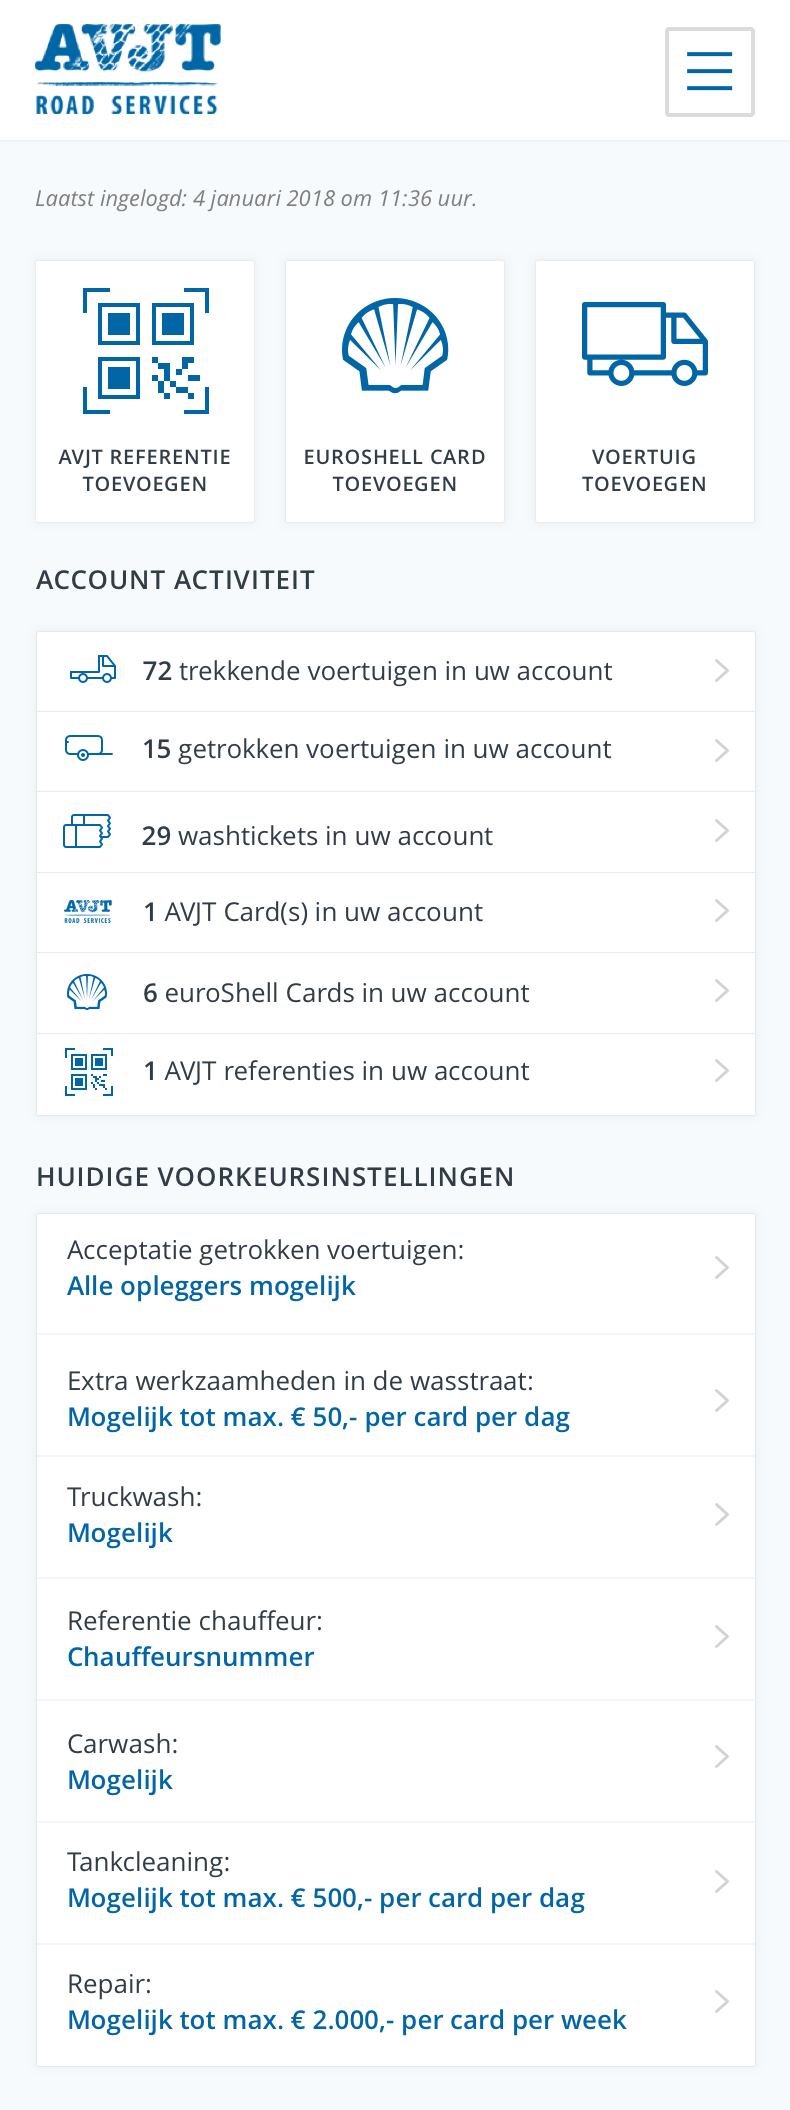 AVJT
ROAD SERVICES
Laatst ingelogd: 4 januari 2018 om 11:36 uur.
AVJT REFERENTIE
TOEVOEGEN
EUROSHELL CARD
TOEVOEGEN
VOERTUIG
TOEVOEGEN
ACCOUNT ACTIVITEIT
72 trekkende voertuigen in uw account
15 getrokken voertuigen in uw account
29 washtickets in uw account
AVJT
ROAD SERVICES
1 AVJT Card(s) in uw account
6 euroShell Cards in uw account
1 AVJT referenties in uw account
HUIDIGE VOORKEURSINSTELLINGEN
Acceptatie getrokken voertuigen:
Alle opleggers mogelijk
Extra werkzaamheden in de wasstraat:
Mogelijk tot max. € 50,- per card per dag
Truckwash:
Mogelijk
Referentie chauffeur:
Chauffeursnummer
Carwash:
Mogelijk
Tankcleaning:
Mogelijk tot max. € 500,- per card per dag
Repair:
Mogelijk tot max. € 2.000,- per card per week